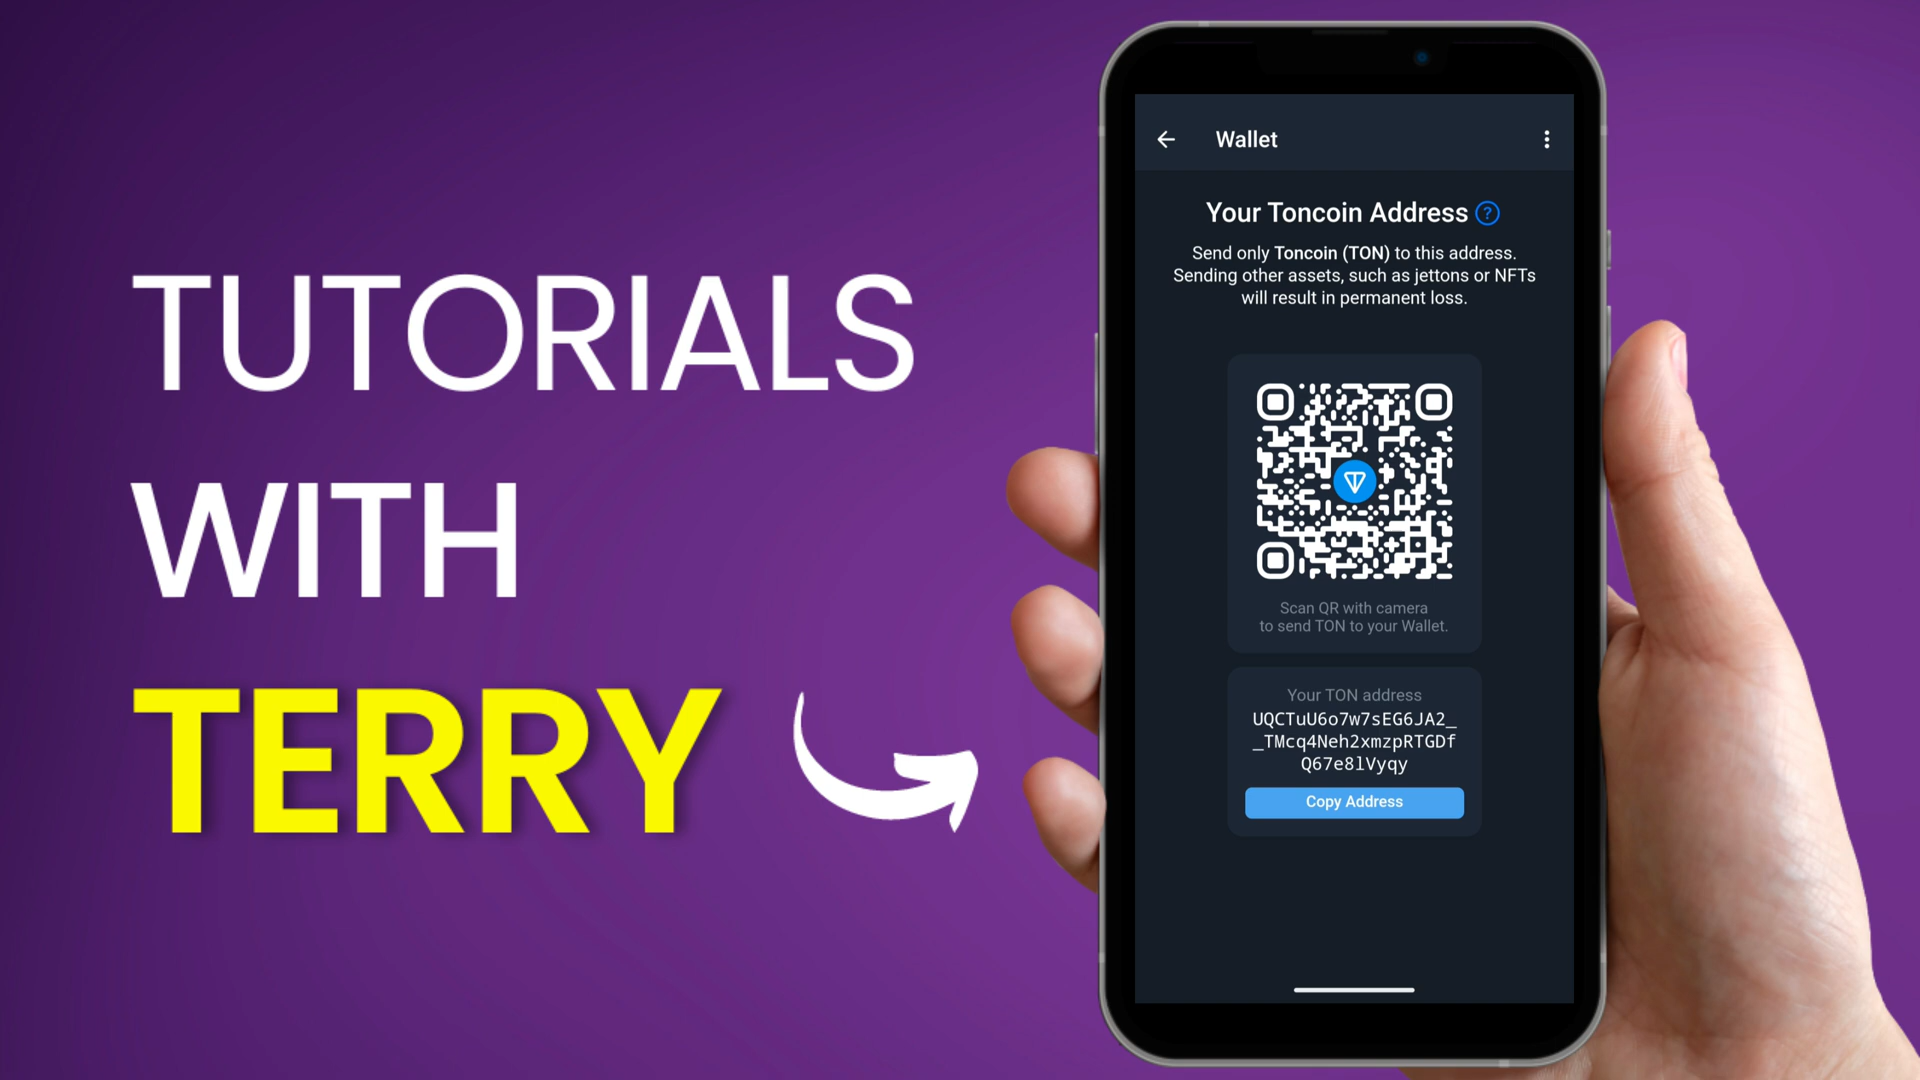 TUTORIALS
WITH
TERRY
Wallet
Your Toncoin Address ?
Send only Toncoin (TON) to this address.
Sending other assets, such as jettons or NFTs
will result in permanent loss.
Scan QR with camera
to send TON to your Wallet.
Your TON address
UQCTuU6o7w7sEG6JA2_
_TMcq4Neh2xmzpRTGDf
Q67e8lVyqy
Copy Address